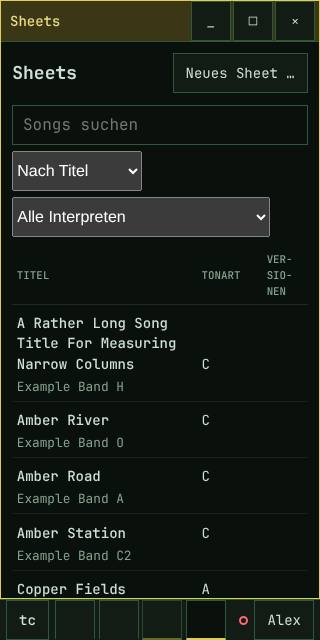 Sheets _ □ ×
Sheets Neues Sheet …
Songs suchen
Nach Titel
Alle Interpreten
TITEL TONART VER-
SIO-
NEN
A Rather Long Song
Title For Measuring
Narrow Columns C
Example Band H
Amber River C
Example Band O
Amber Road C
Example Band A
Amber Station C
Example Band C2
Copper Fields A
tc Alex